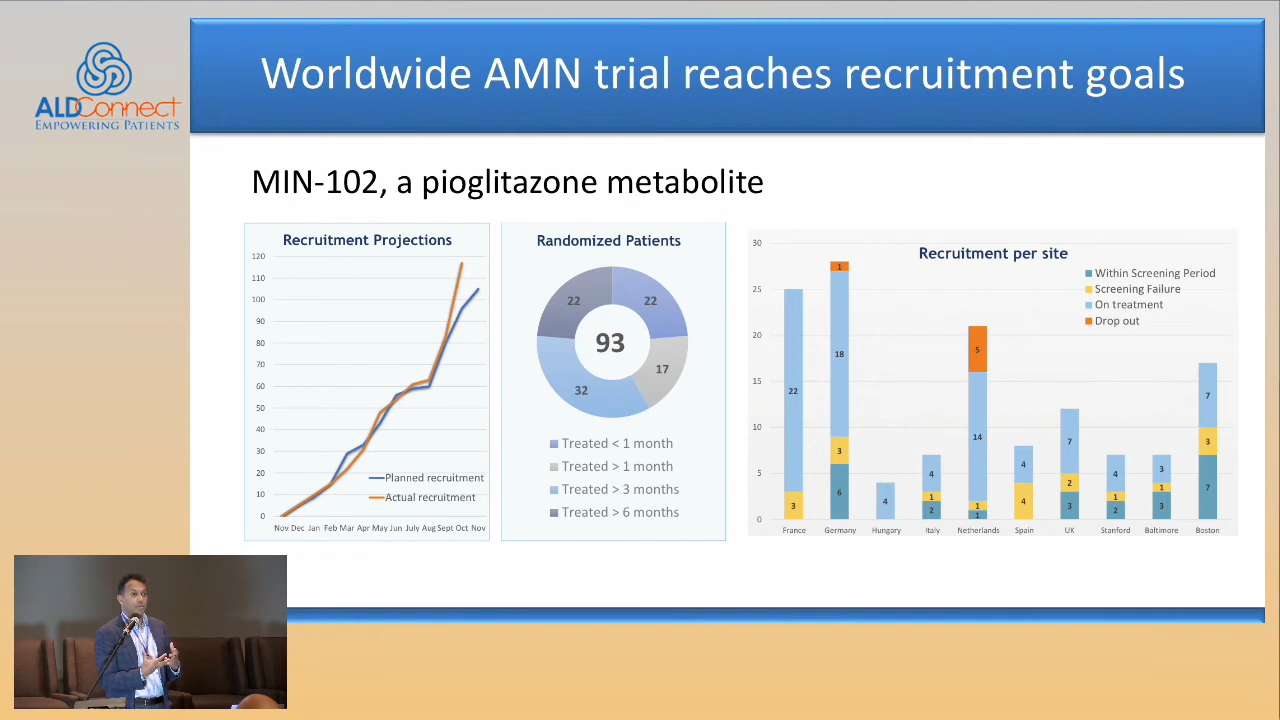 ALD Connect
EMPOWERING PATIENTS
Worldwide AMN trial reaches recruitment goals
MIN-102, a pioglitazone metabolite
Recruitment Projections
120
110
100
90
80
70
60
50
40
30
20
10
0
Planned recruitment
Actual recruitment
Nov Dec Jan Feb Mar Apr May Jun July Aug Sept Oct Nov
Randomized Patients
22
22
93
17
32
Treated < 1 month
Treated > 1 month
Treated > 3 months
Treated > 6 months
Recruitment per site
Within Screening Period
Screening Failure
On treatment
Drop out
30
25
20
15
10
5
0
22
3
1
18
3
6
4
4
1
2
5
14
1
1
4
4
7
2
3
4
1
2
3
1
3
7
3
7
France Germany Hungary Italy Netherlands Spain UK Stanford Baltimore Boston